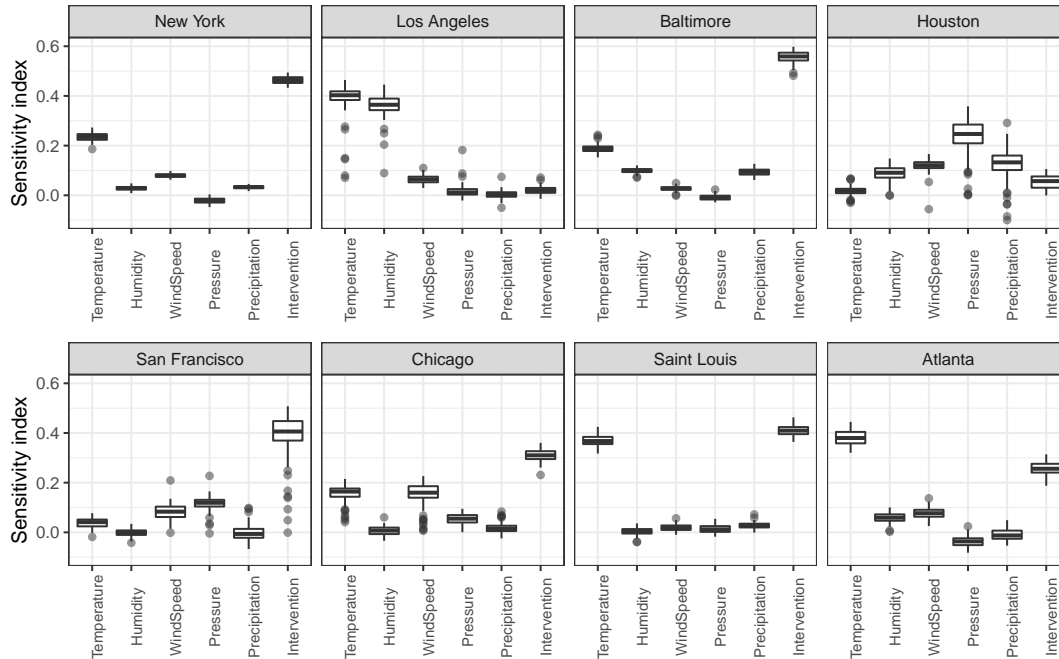 New York Los Angeles Baltimore Houston
Sensitivity index
0.6
0.4
0.2
0.0
Temperature Humidity WindSpeed Pressure Precipitation Intervention Temperature Humidity WindSpeed Pressure Precipitation Intervention Temperature Humidity WindSpeed Pressure Precipitation Intervention Temperature Humidity WindSpeed Pressure Precipitation Intervention
San Francisco Chicago Saint Louis Atlanta
Sensitivity index
0.6
0.4
0.2
0.0
Temperature Humidity WindSpeed Pressure Precipitation Intervention Temperature Humidity WindSpeed Pressure Precipitation Intervention Temperature Humidity WindSpeed Pressure Precipitation Intervention Temperature Humidity WindSpeed Pressure Precipitation Intervention